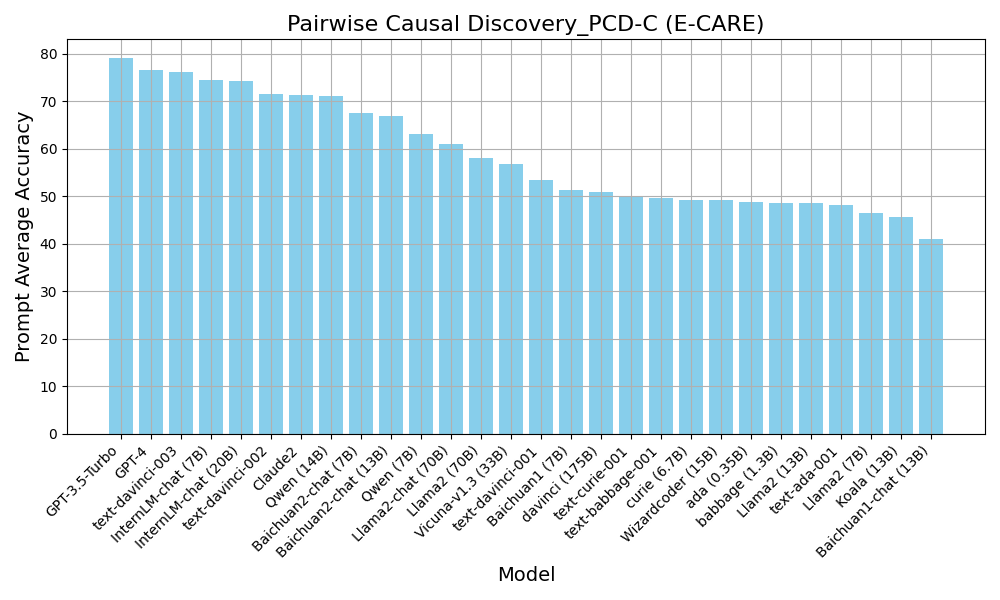 Pairwise Causal Discovery_PCD-C (E-CARE)
Prompt Average Accuracy
80
70
60
50
40
30
20
10
0
GPT-3.5-Turbo
GPT-4
text-davinci-003
InternLM-chat (7B)
InternLM-chat (20B)
text-davinci-002
Claude2
Qwen (14B)
Baichuan2-chat (7B)
Baichuan2-chat (13B)
Qwen (7B)
Llama2-chat (70B)
Llama2 (70B)
Vicuna-v1.3 (33B)
text-davinci-001
Baichuan1 (7B)
davinci (175B)
text-curie-001
text-babbage-001
curie (6.7B)
Wizardcoder (15B)
ada (0.35B)
babbage (1.3B)
Llama2 (13B)
text-ada-001
Llama2 (7B)
Koala (13B)
Baichuan1-chat (13B)
Model